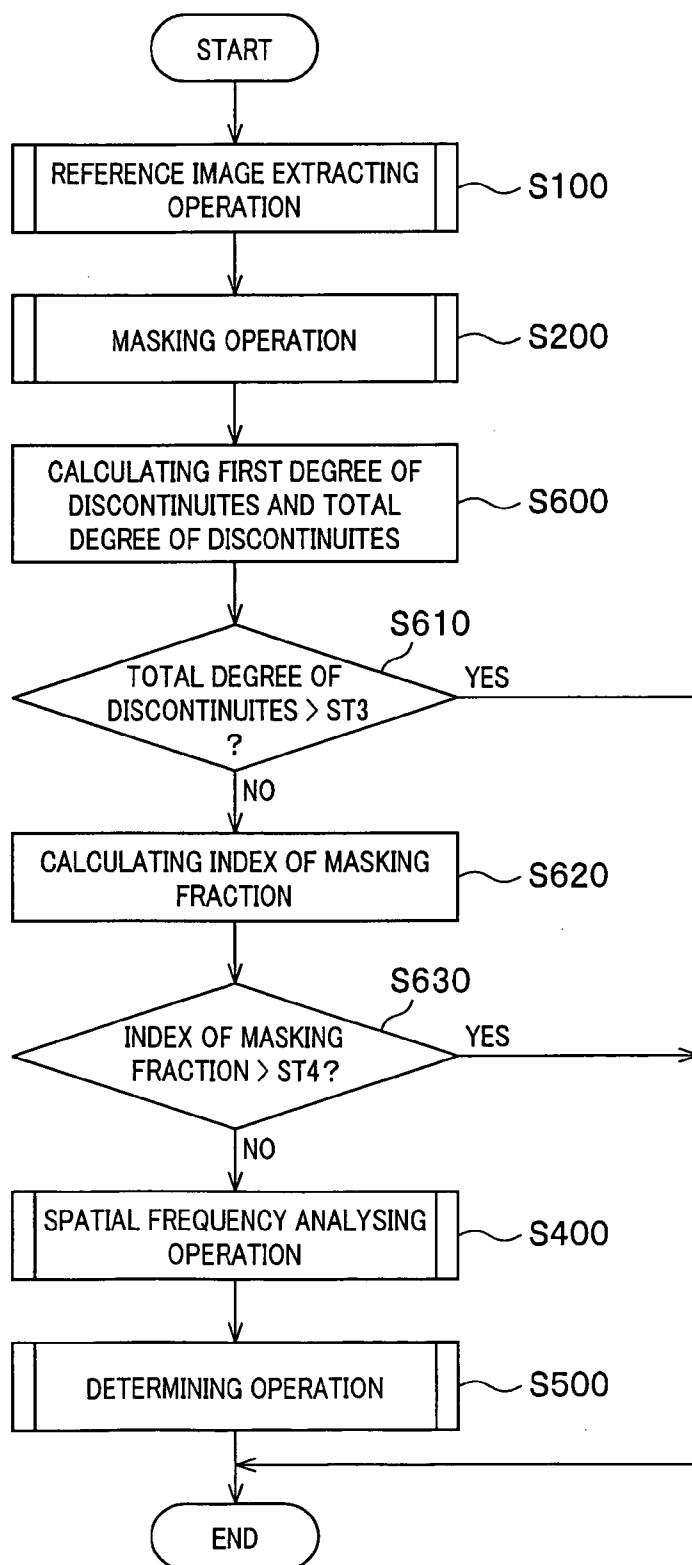 START
REFERENCE IMAGE EXTRACTING
OPERATION
S100
MASKING OPERATION
S200
CALCULATING FIRST DEGREE OF
DISCONTINUITES AND TOTAL
DEGREE OF DISCONTINUITES
S600
S610
TOTAL DEGREE OF
DISCONTINUITES > ST3
?
YES
NO
CALCULATING INDEX OF MASKING
FRACTION
S620
S630
INDEX OF MASKING
FRACTION > ST4?
YES
NO
SPATIAL FREQUENCY ANALYSING
OPERATION
S400
DETERMINING OPERATION
S500
END